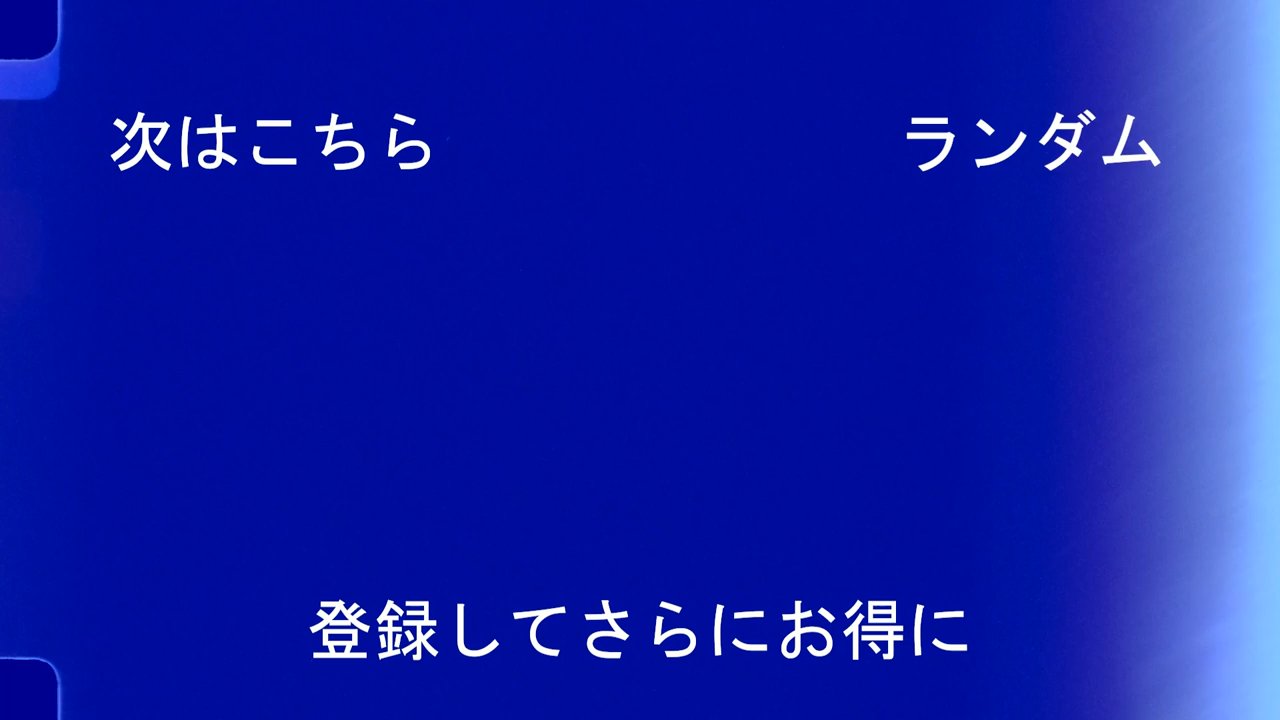 次はこちら
ランダム
登録してさらにお得に